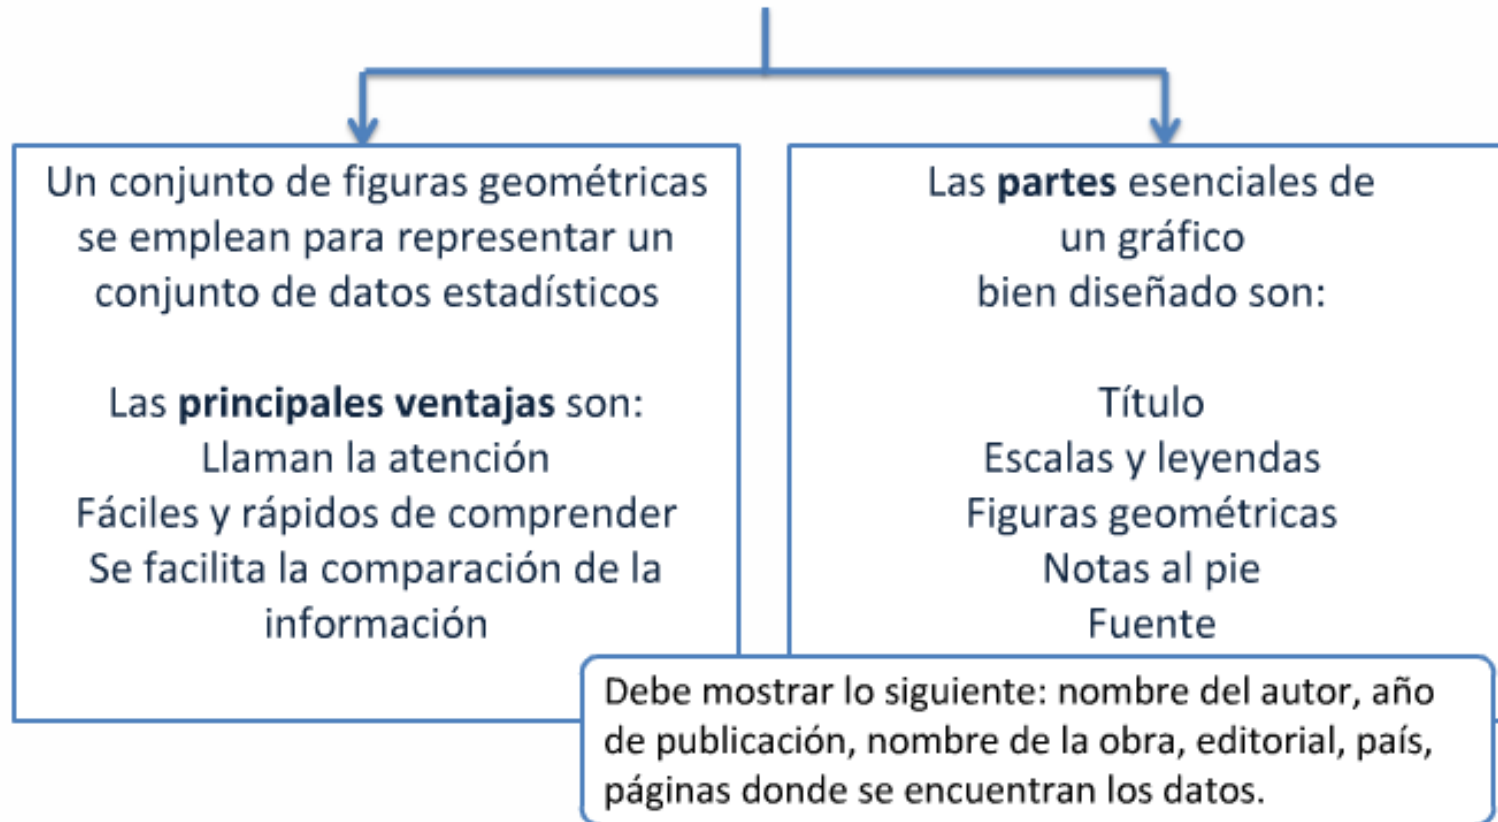 Un conjunto de figuras geométricas
se emplean para representar un
conjunto de datos estadísticos
Las principales ventajas son:
Llaman la atención
Fáciles y rápidos de comprender
Se facilita la comparación de la
información
Las partes esenciales de
un gráfico
bien diseñado son:
Título
Escalas y leyendas
Figuras geométricas
Notas al pie
Fuente
Debe mostrar lo siguiente: nombre del autor, año
de publicación, nombre de la obra, editorial, país,
páginas donde se encuentran los datos.